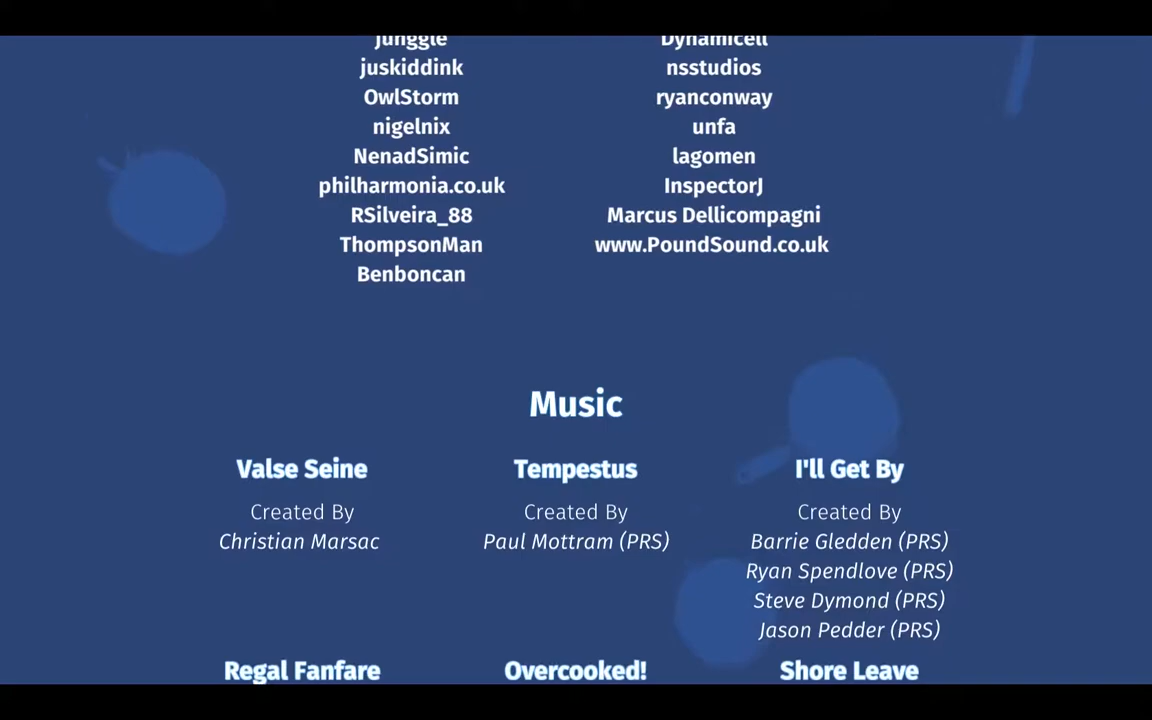 Junggle
juskiddink
OwlStorm
nigelnix
NenadSimic
philharmonia.co.uk
RSilveira_88
ThompsonMan
Benboncan
Dynamicell
nsstudios
ryanconway
unfa
lagomen
InspectorJ
Marcus Dellicompagni
www.PoundSound.co.uk
Music
Valse Seine
Created By
Christian Marsac
Tempestus
Created By
Paul Mottram (PRS)
I'll Get By
Created By
Barrie Gledden (PRS)
Ryan Spendlove (PRS)
Steve Dymond (PRS)
Jason Pedder (PRS)
Regal Fanfare
Overcooked!
Shore Leave